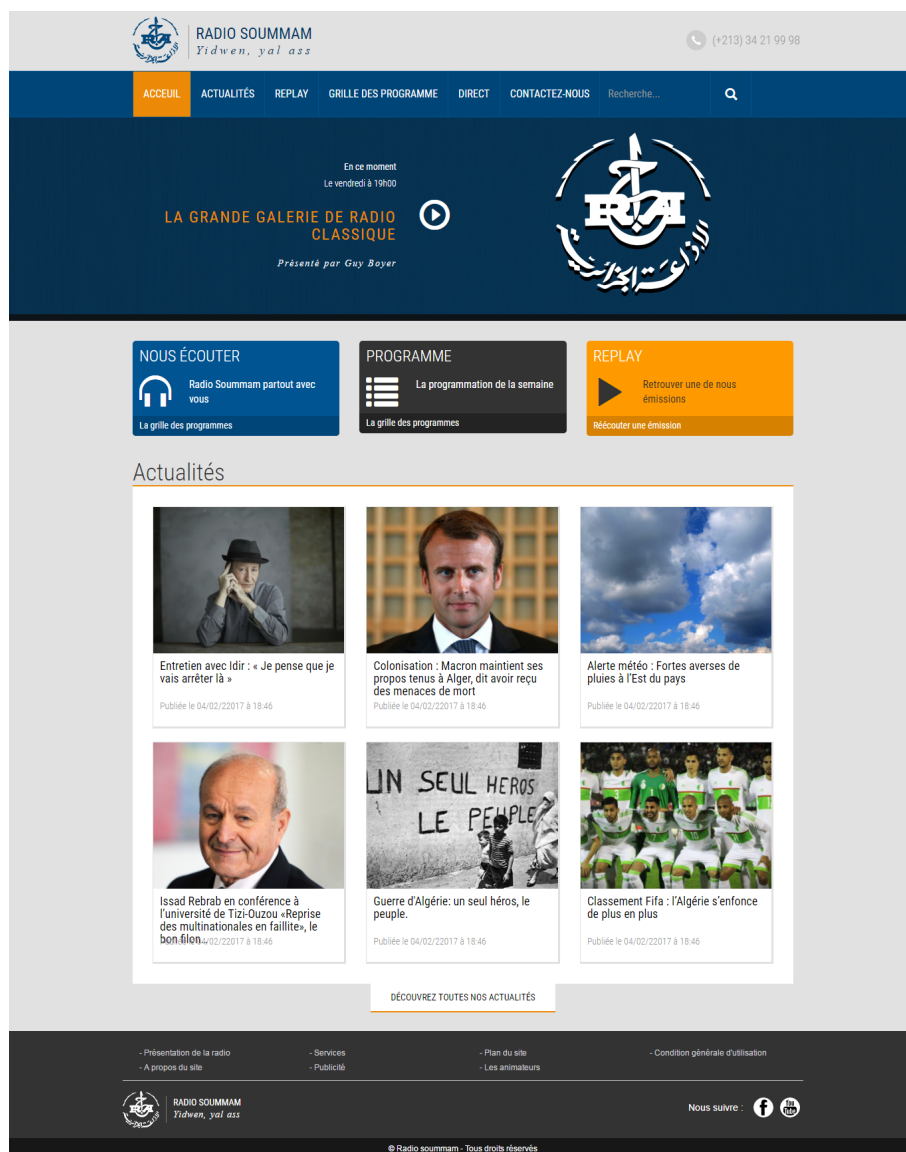 RADIO SOUMMAM
Yidwen, yal ass
(+213) 34 21 99 98
ACCEUIL ACTUALITÉS REPLAY GRILLE DES PROGRAMME DIRECT CONTACTEZ-NOUS Recherche...
En ce moment
Le vendredi à 19h00
LA GRANDE GALERIE DE RADIO
CLASSIQUE
Présenté par Guy Boyer
الإذاعة الجزائرية
NOUS ÉCOUTER
Radio Soummam partout avec
vous
La grille des programmes
PROGRAMME
La programmation de la semaine
La grille des programmes
REPLAY
Retrouver une de nous
émissions
Réécouter une émission
Actualités
Entretien avec Idir : « Je pense que je
vais arrêter là »
Publiée le 04/02/22017 à 18:46
Colonisation : Macron maintient ses
propos tenus à Alger, dit avoir reçu
des menaces de mort
Publiée le 04/02/22017 à 18:46
Alerte météo : Fortes averses de
pluies à l'Est du pays
Publiée le 04/02/22017 à 18:46
Issad Rebrab en conférence à
l'université de Tizi-Ouzou «Reprise
des multinationales en faillite», le
bon filon...
Publiée le 04/02/22017 à 18:46
UN SEUL HEROS
LE PEUPLE
Guerre d'Algérie: un seul héros, le
peuple.
Publiée le 04/02/22017 à 18:46
Classement Fifa : l'Algérie s'enfonce
de plus en plus
Publiée le 04/02/22017 à 18:46
DÉCOUVREZ TOUTES NOS ACTUALITÉS
- Présentation de la radio
- A propos du site
- Services
- Publicité
- Plan du site
- Les animateurs
- Condition générale d'utilisation
RADIO SOUMMAM
Yidwen, yal ass
Nous suivre :
You
Tube
© Radio soummam - Tous droits réservés